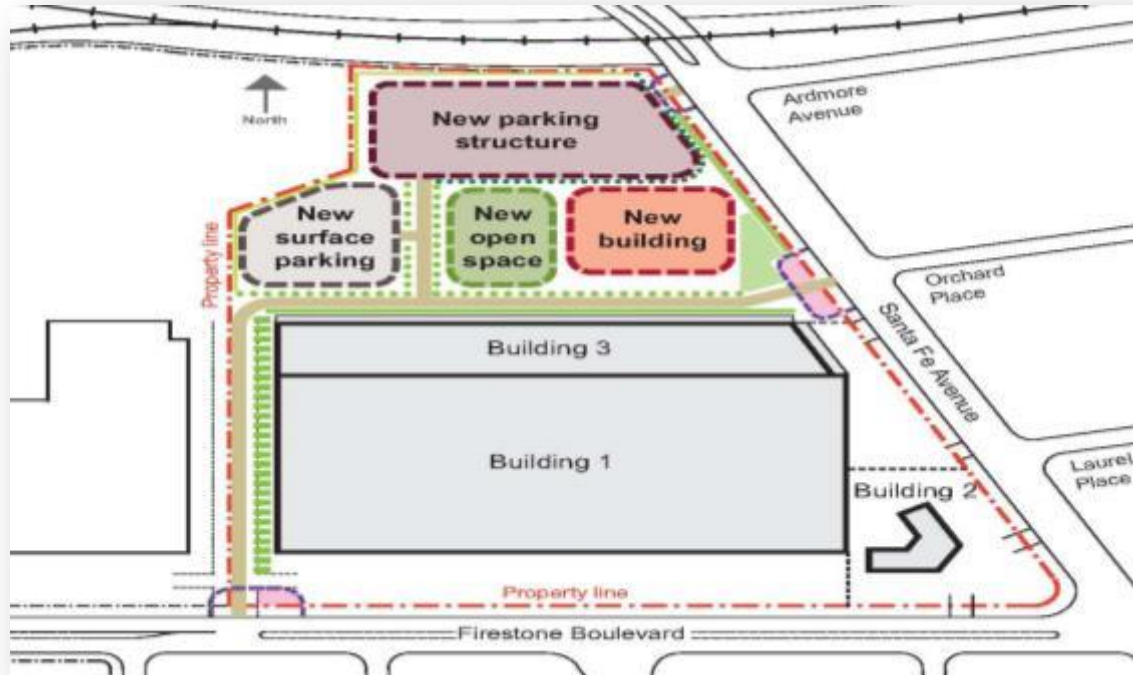 North
Ardmore
Avenue
New parking
structure
New
surface
parking
New
open
space
New
building
Property line
Orchard
Place
Santa Fe Avenue
Building 3
Building 1
Laurel
Place
Building 2
Property line
Firestone Boulevard